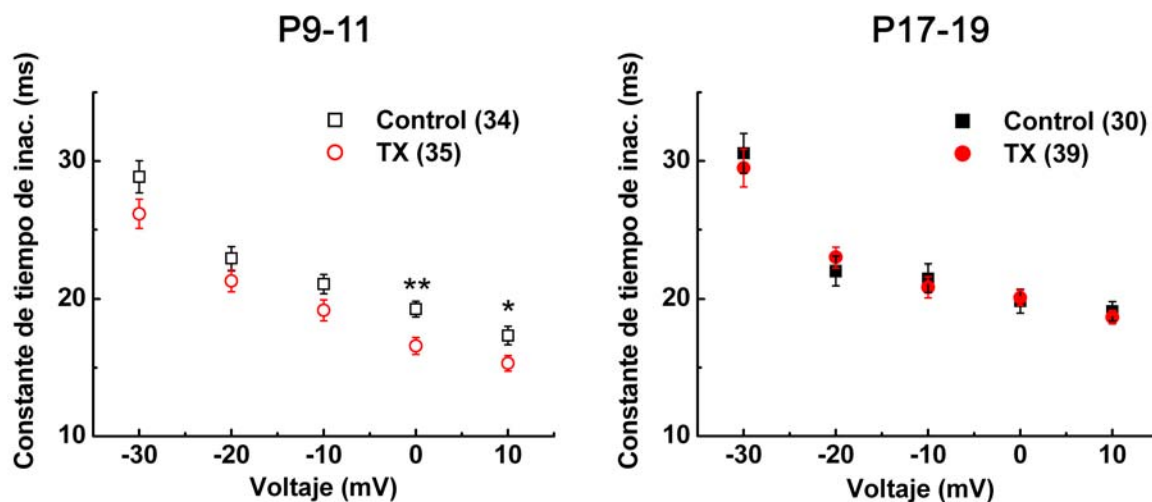 P9-11
Constante de tiempo de inac. (ms)
Control (34)
TX (35)
30
20
10
** *
-30 -20 -10 0 10
Voltaje (mV)
P17-19
Constante de tiempo de inac. (ms)
Control (30)
TX (39)
30
20
10
-30 -20 -10 0 10
Voltaje (mV)